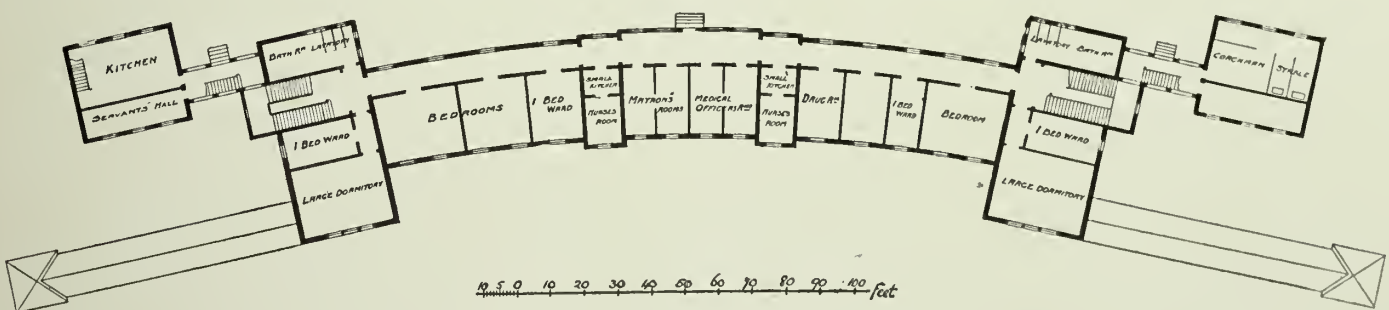 KITCHEN
SERVANTS' HALL
BATH RM LAVATORY
1 BED WARD
LARGE DORMITORY
BEDROOMS
1 BED
WARD
SMALL
KITCHEN
NURSES
ROOM
MATRON'S
ROOMS
MEDICAL
OFFICERS RMS
SMALL
KITCHEN
NURSES
ROOM
DRUG RM
1 BED
WARD
BEDROOM
LAVATORY BATH RM
1 BED WARD
LARGE DORMITORY
COACHMAN
STABLE
10 5 0 10 20 30 40 50 60 70 80 90 100 feet